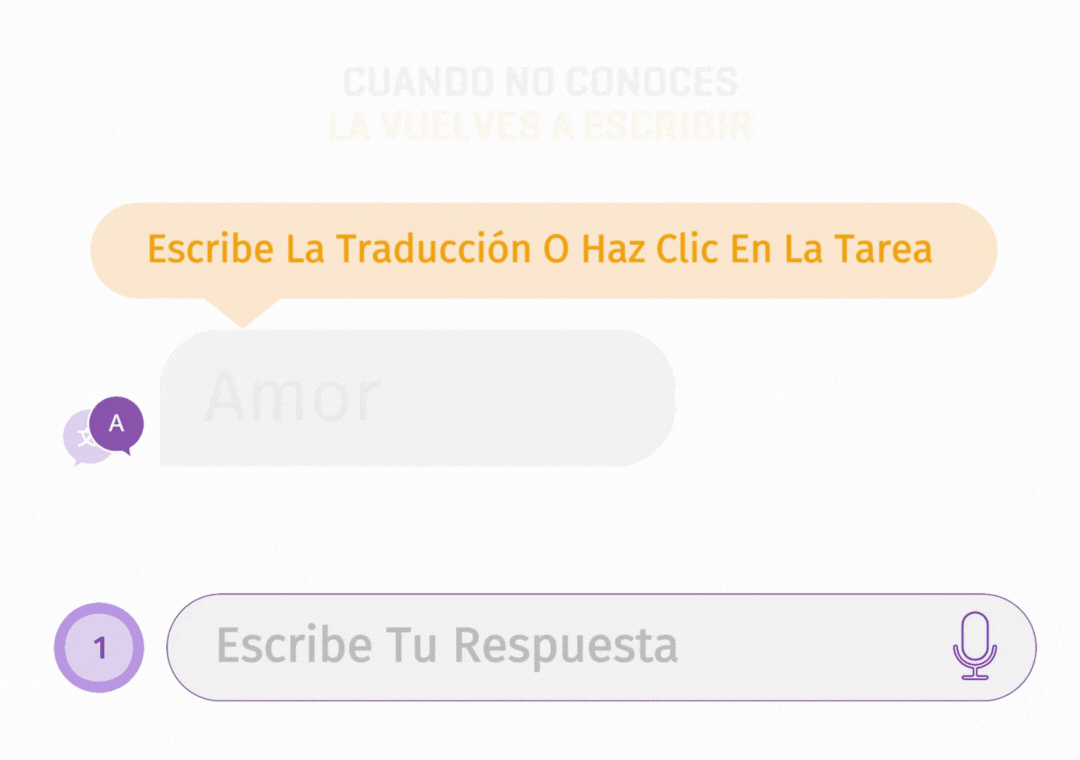 CUANDO NO CONOCES
LA VUELVES A ESCRIBIR
Escribe La Traducción O Haz Clic En La Tarea
Amor
文 A
1
Escribe Tu Respuesta